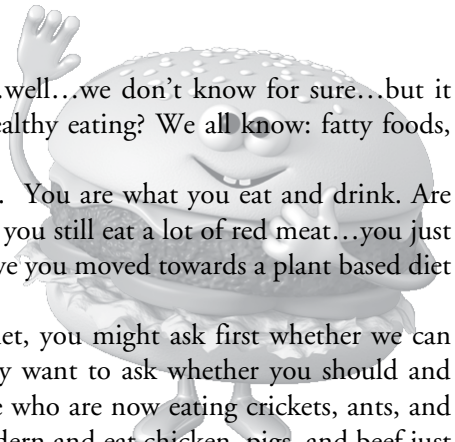 .well…we don’t know for sure…but it
ealthy eating? We all know: fatty foods,
. You are what you eat and drink. Are
you still eat a lot of red meat…you just
ve you moved towards a plant based diet
et, you might ask first whether we can
y want to ask whether you should and
e who are now eating crickets, ants, and
dern and eat chicken, pigs, and beef just